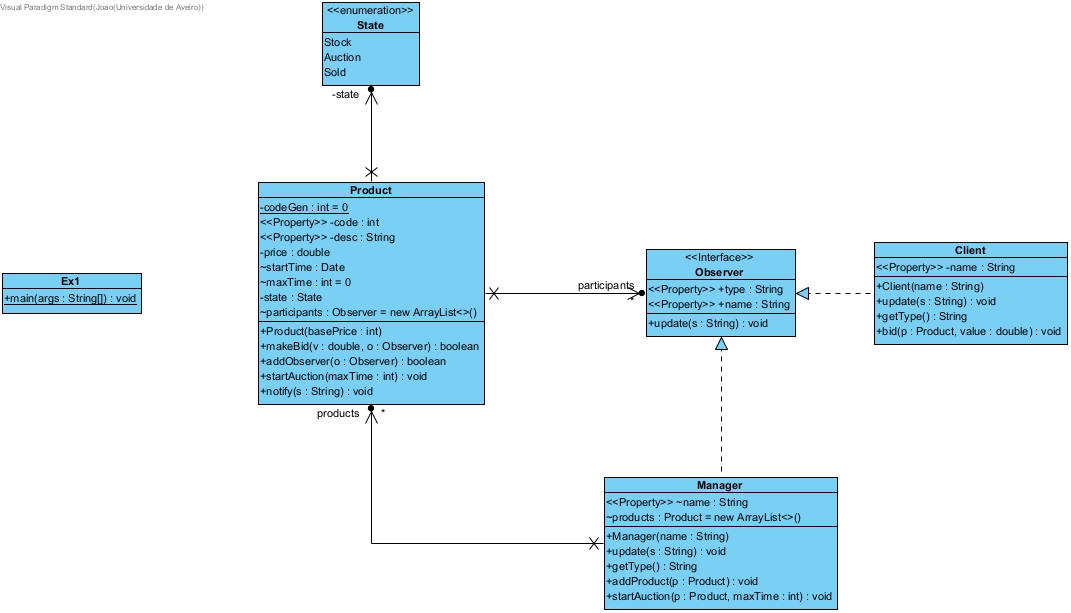 Visual Paradigm Standard(Joao(Universidade de Aveiro))
<<enumeration>>
State
Stock
Auction
Sold
-state
Product
-codeGen : int = 0
<<Property>> -code : int
<<Property>> -desc : String
-price : double
~startTime : Date
~maxTime : int = 0
-state : State
~participants : Observer = new ArrayList<>()
+Product(basePrice : int)
+makeBid(v : double, o : Observer) : boolean
+addObserver(o : Observer) : boolean
+startAuction(maxTime : int) : void
+notify(s : String) : void
products *
Ex1
+main(args : String[]) : void
participants
*
<<Interface>>
Observer
<<Property>> +type : String
<<Property>> +name : String
+update(s : String) : void
Client
<<Property>> -name : String
+Client(name : String)
+update(s : String) : void
+getType() : String
+bid(p : Product, value : double) : void
Manager
<<Property>> ~name : String
~products : Product = new ArrayList<>()
+Manager(name : String)
+update(s : String) : void
+getType() : String
+addProduct(p : Product) : void
+startAuction(p : Product, maxTime : int) : void